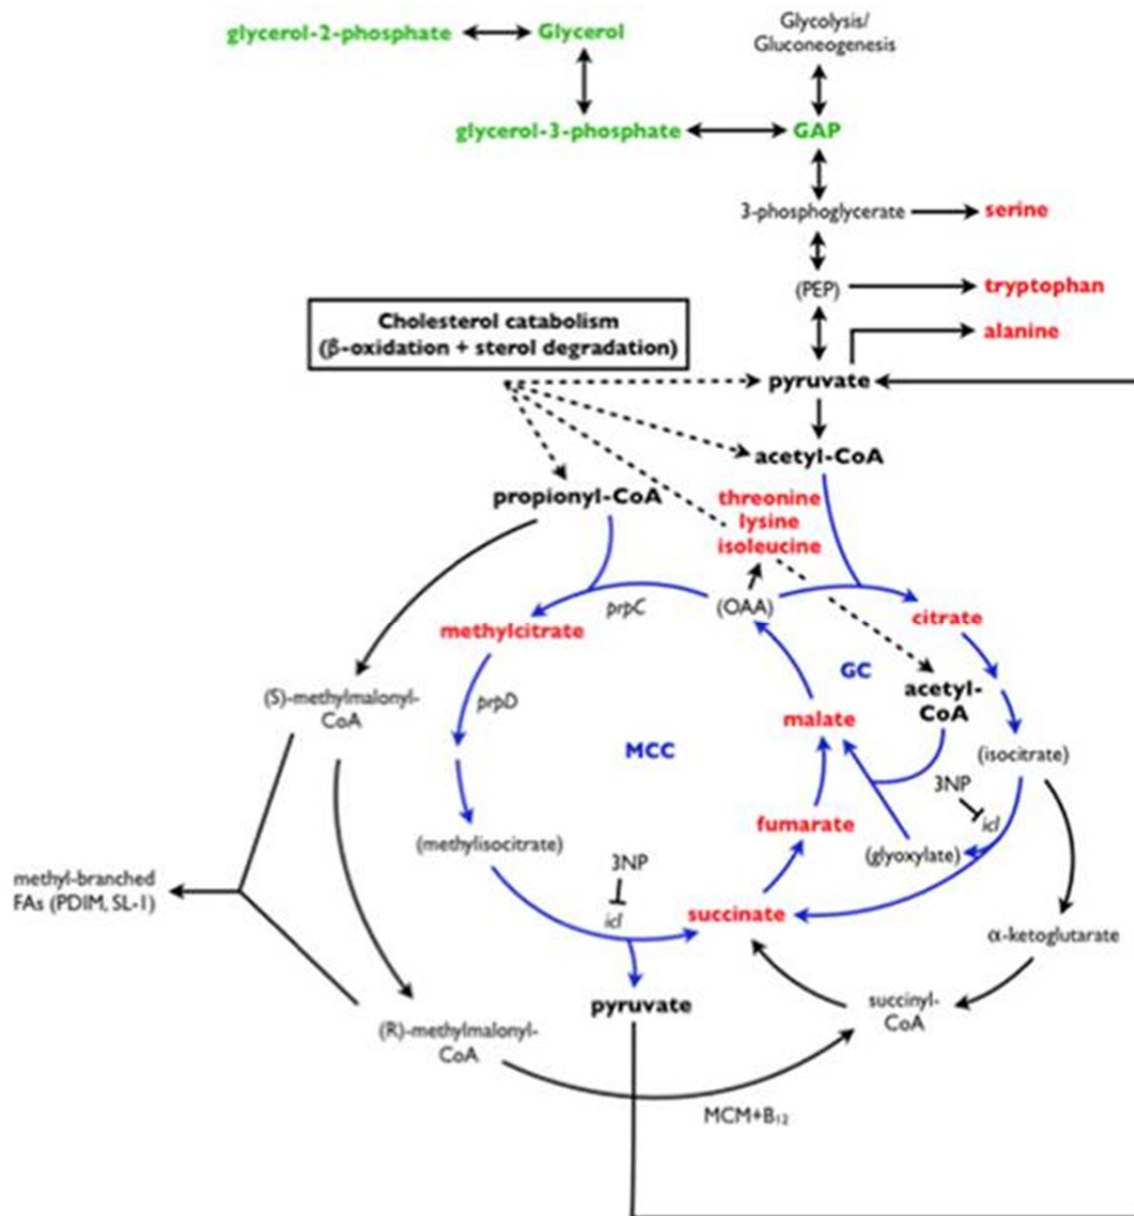 Glycolysis/
Gluconeogenesis
glycerol-2-phosphate
Glycerol
glycerol-3-phosphate
GAP
3-phosphoglycerate
serine
(PEP)
tryptophan
alanine
Cholesterol catabolism
(β-oxidation + sterol degradation)
pyruvate
acetyl-CoA
propionyl-CoA
threonine
lysine
isoleucine
prpC
(OAA)
citrate
methylcitrate
GC
acetyl-
CoA
(S)-methylmalonyl-
CoA
prpD
malate
MCC
(isocitrate)
3NP
icl
fumarate
(glyoxylate)
(methylisocitrate)
3NP
icl
methyl-branched
FAs (PDIM, SL-1)
succinate
α-ketoglutarate
pyruvate
succinyl-
CoA
(R)-methylmalonyl-
CoA
MCM+B₁₂